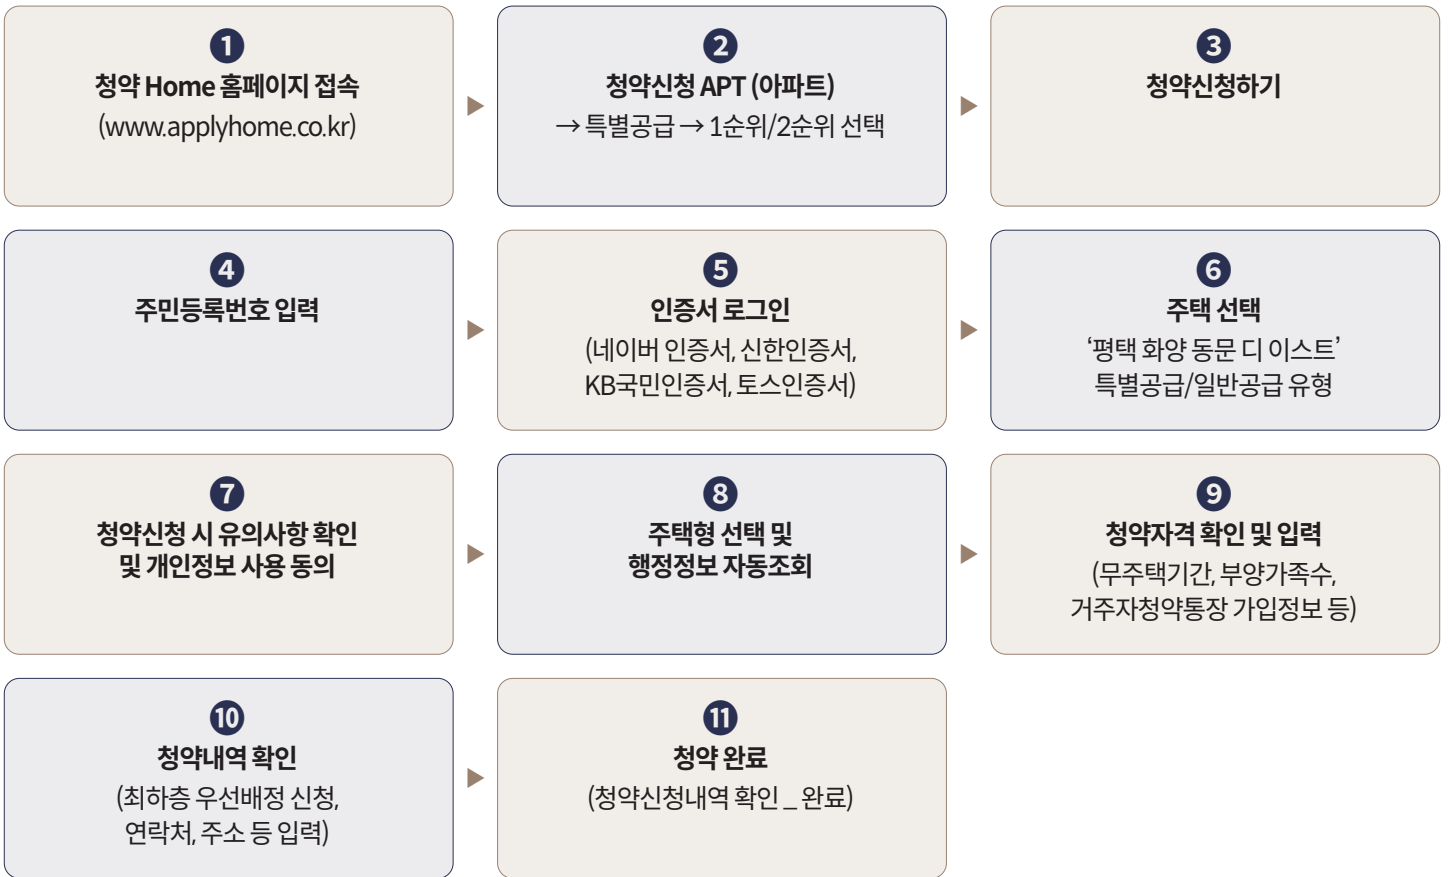 1
청약 Home 홈페이지 접속
(www.applyhome.co.kr)
▶
2
청약신청 APT (아파트)
→ 특별공급 → 1순위/2순위 선택
▶
3
청약신청하기
4
주민등록번호 입력
▶
5
인증서 로그인
(네이버 인증서, 신한인증서,
KB국민인증서, 토스인증서)
▶
6
주택 선택
‘평택 화양 동문 디 이스트’
특별공급/일반공급 유형
7
청약신청 시 유의사항 확인
및 개인정보 사용 동의
▶
8
주택형 선택 및
행정정보 자동조회
▶
9
청약자격 확인 및 입력
(무주택기간, 부양가족수,
거주자청약통장 가입정보 등)
10
청약내역 확인
(최하층 우선배정 신청,
연락처, 주소 등 입력)
▶
11
청약 완료
(청약신청내역 확인 _ 완료)